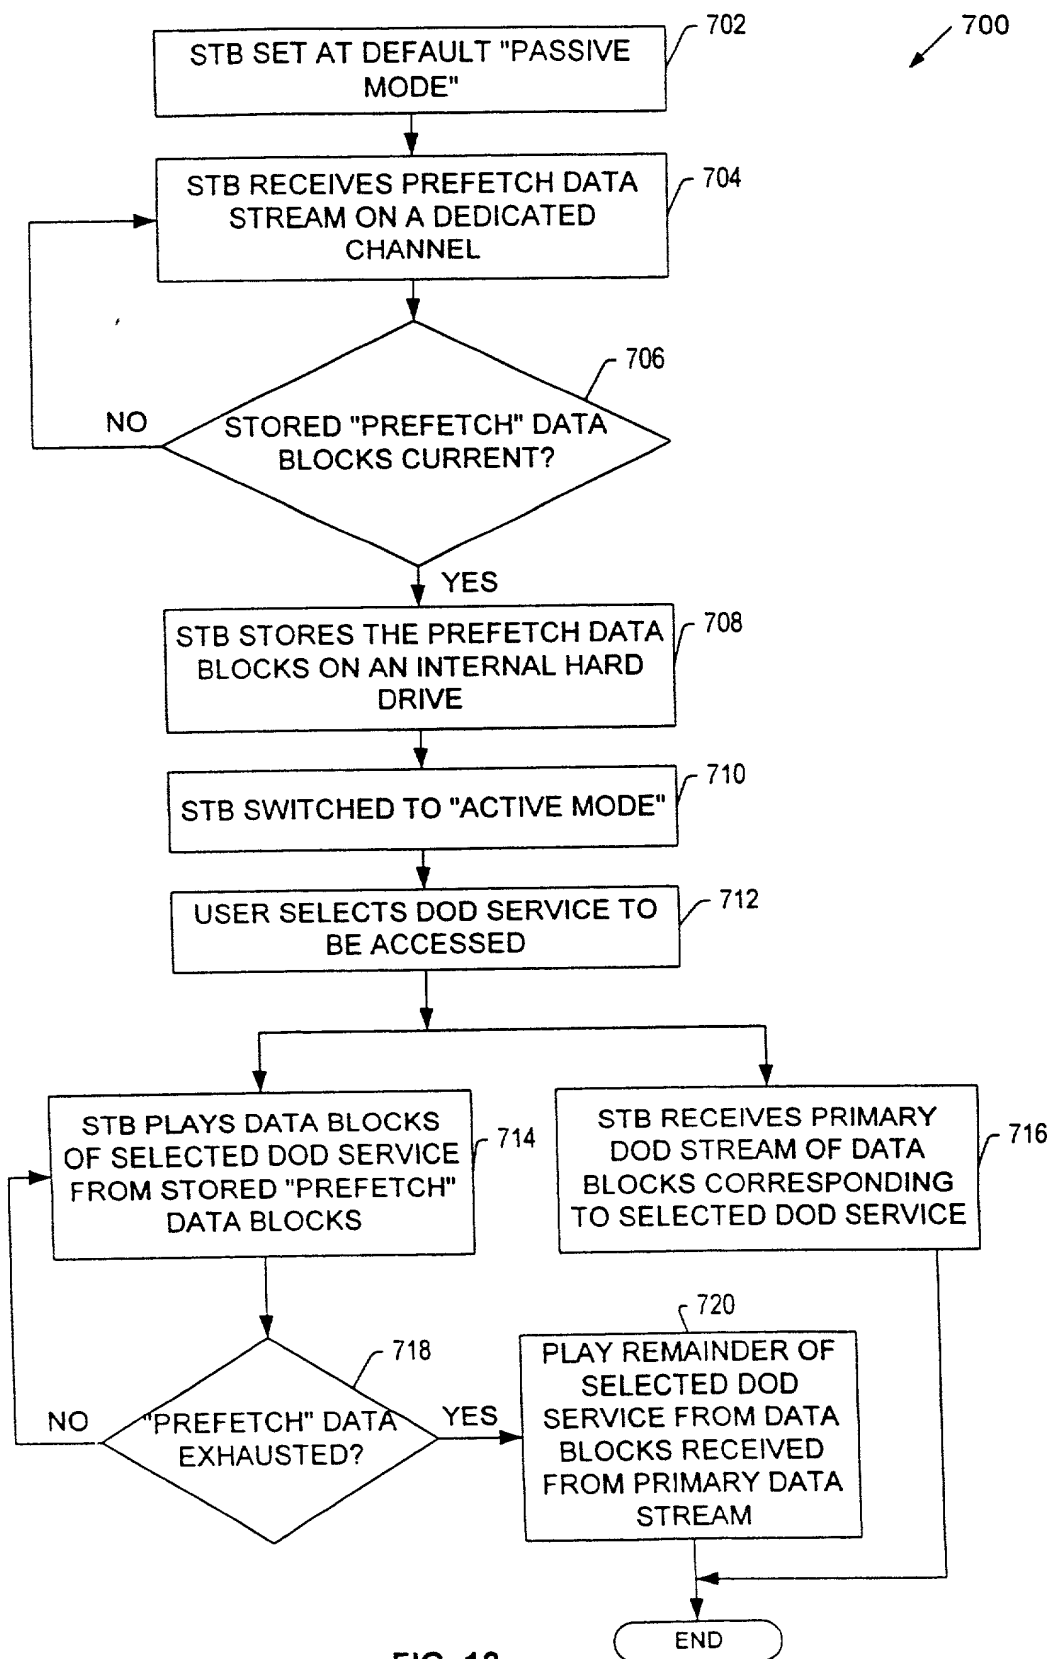 700
702
STB SET AT DEFAULT "PASSIVE
MODE"
STB RECEIVES PREFETCH DATA
STREAM ON A DEDICATED
CHANNEL
704
706
NO
STORED "PREFETCH" DATA
BLOCKS CURRENT?
YES
STB STORES THE PREFETCH DATA
BLOCKS ON AN INTERNAL HARD
DRIVE
708
710
STB SWITCHED TO "ACTIVE MODE"
USER SELECTS DOD SERVICE TO
BE ACCESSED
712
STB PLAYS DATA BLOCKS
OF SELECTED DOD SERVICE
FROM STORED "PREFETCH"
DATA BLOCKS
714
STB RECEIVES PRIMARY
DOD STREAM OF DATA
BLOCKS CORRESPONDING
TO SELECTED DOD SERVICE
716
718
NO
"PREFETCH" DATA
EXHAUSTED?
YES
720
PLAY REMAINDER OF
SELECTED DOD
SERVICE FROM DATA
BLOCKS RECEIVED
FROM PRIMARY DATA
STREAM
END